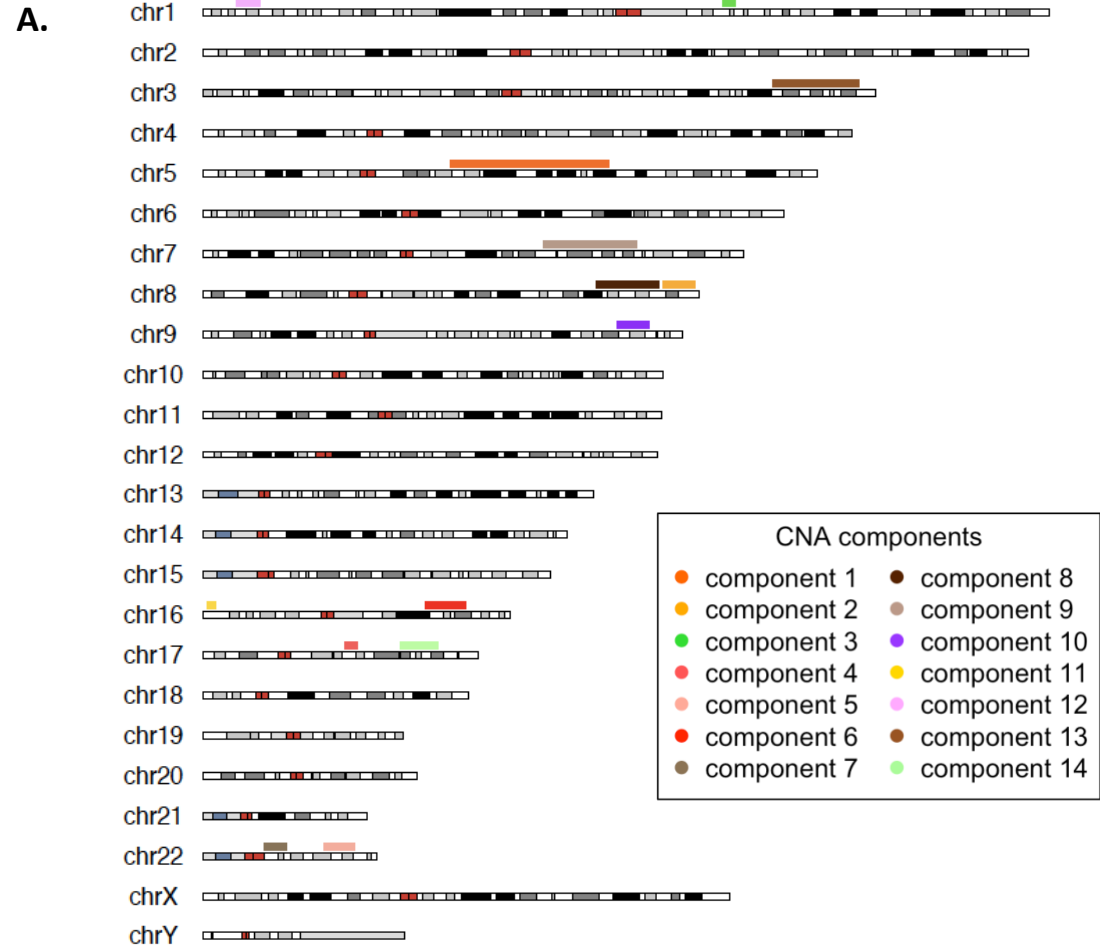 A.
chr1
chr2
chr3
chr4
chr5
chr6
chr7
chr8
chr9
chr10
chr11
chr12
chr13
chr14
chr15
chr16
chr17
chr18
chr19
chr20
chr21
chr22
chrX
chrY
CNA components
component 1
component 2
component 3
component 4
component 5
component 6
component 7
component 8
component 9
component 10
component 11
component 12
component 13
component 14